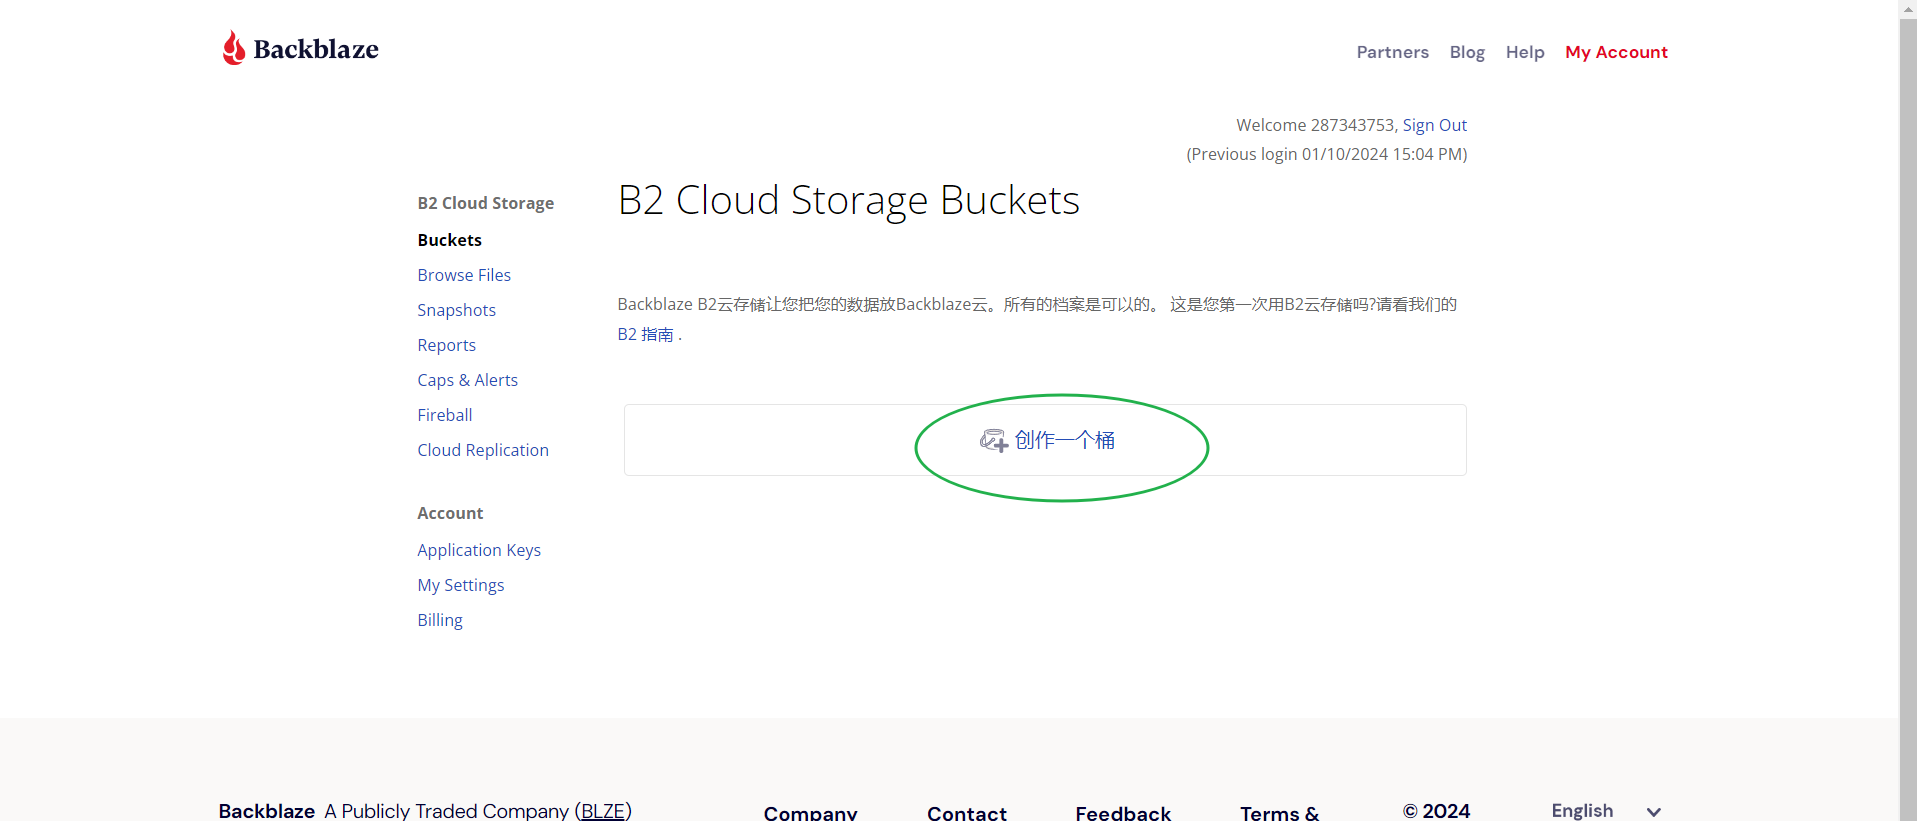 Backblaze
Partners Blog Help My Account
Welcome 287343753, Sign Out
(Previous login 01/10/2024 15:04 PM)
B2 Cloud Storage Buckets
B2 Cloud Storage
Buckets
Browse Files
Snapshots
Reports
Caps & Alerts
Fireball
Cloud Replication
Account
Application Keys
My Settings
Billing
Backblaze B2云存储让您把您的数据放Backblaze云。所有的档案是可以的。 这是您第一次用B2云存储吗?请看我们的
B2 指南 .
创作一个桶
Backblaze A Publicly Traded Company (BLZE)
Company
Contact
Feedback
Terms &
© 2024
English